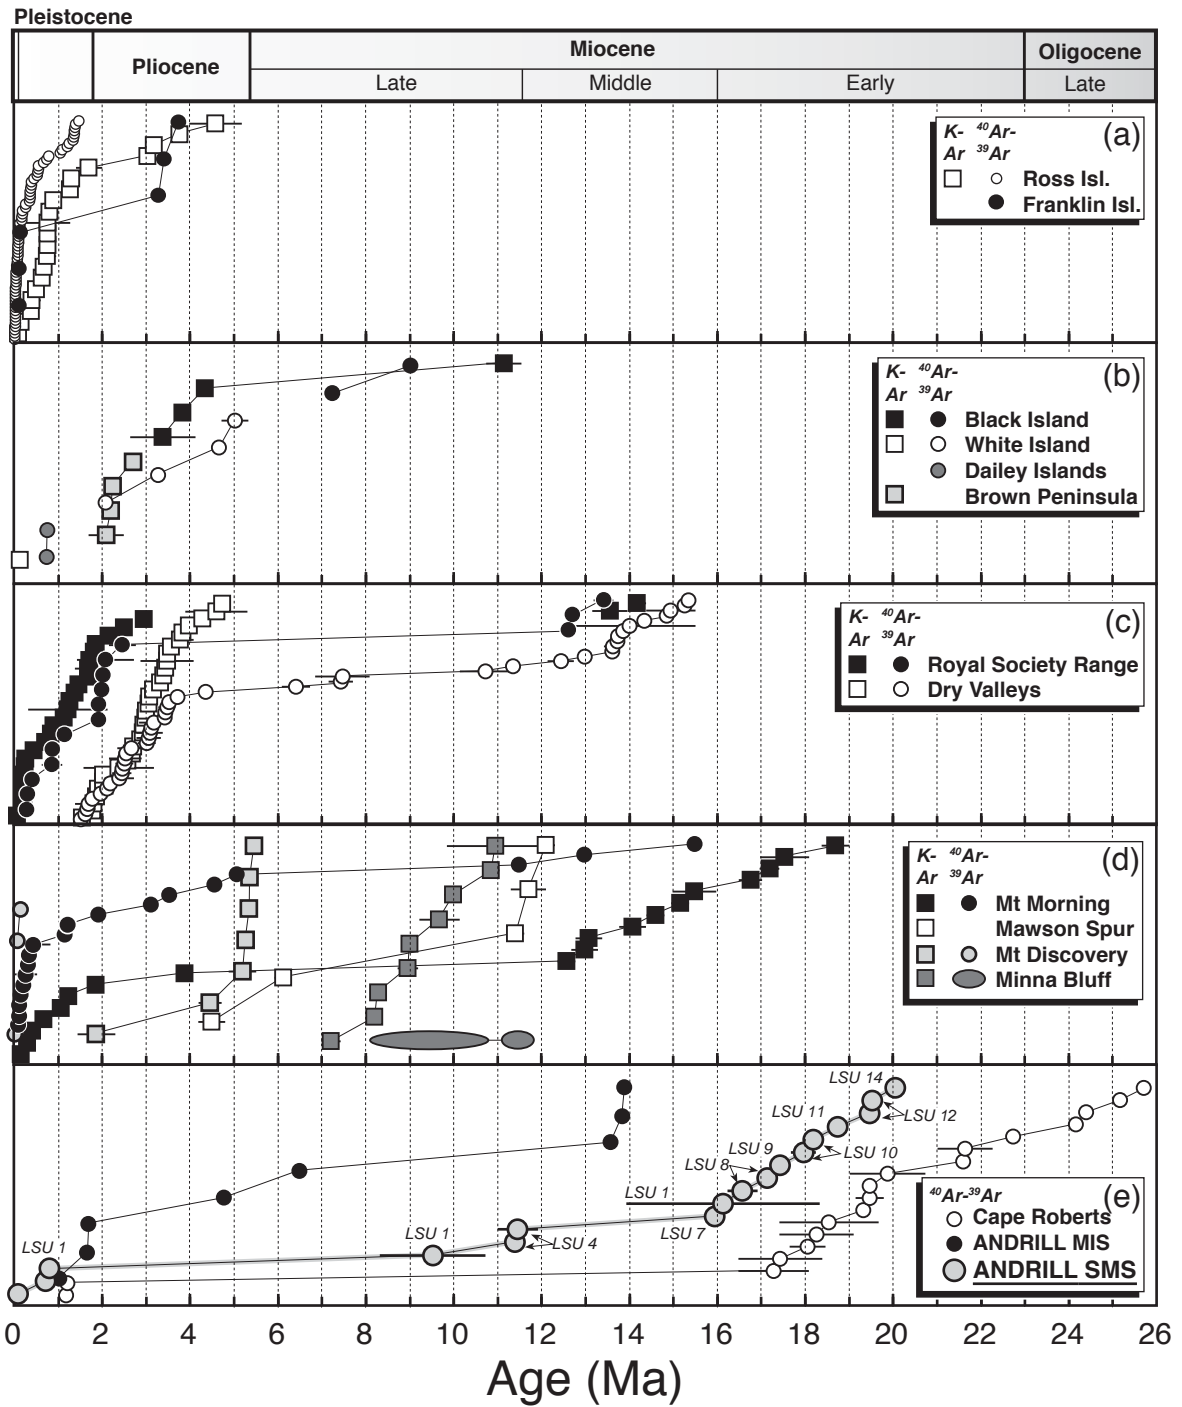 Pleistocene
Pliocene
Miocene
Oligocene
Late
Middle
Early
Late
(a)
K- ⁴⁰Ar-
Ar ³⁹Ar
Ross Isl.
Franklin Isl.
(b)
K- ⁴⁰Ar-
Ar ³⁹Ar
Black Island
White Island
Dailey Islands
Brown Peninsula
(c)
K- ⁴⁰Ar-
Ar ³⁹Ar
Royal Society Range
Dry Valleys
(d)
K- ⁴⁰Ar-
Ar ³⁹Ar
Mt Morning
Mawson Spur
Mt Discovery
Minna Bluff
LSU 14
LSU 12
LSU 11
LSU 10
LSU 9
LSU 8
LSU 1
LSU 7
LSU 4
LSU 1
LSU 1
(e)
⁴⁰Ar-³⁹Ar
Cape Roberts
ANDRILL MIS
ANDRILL SMS
0 2 4 6 8 10 12 14 16 18 20 22 24 26
Age (Ma)